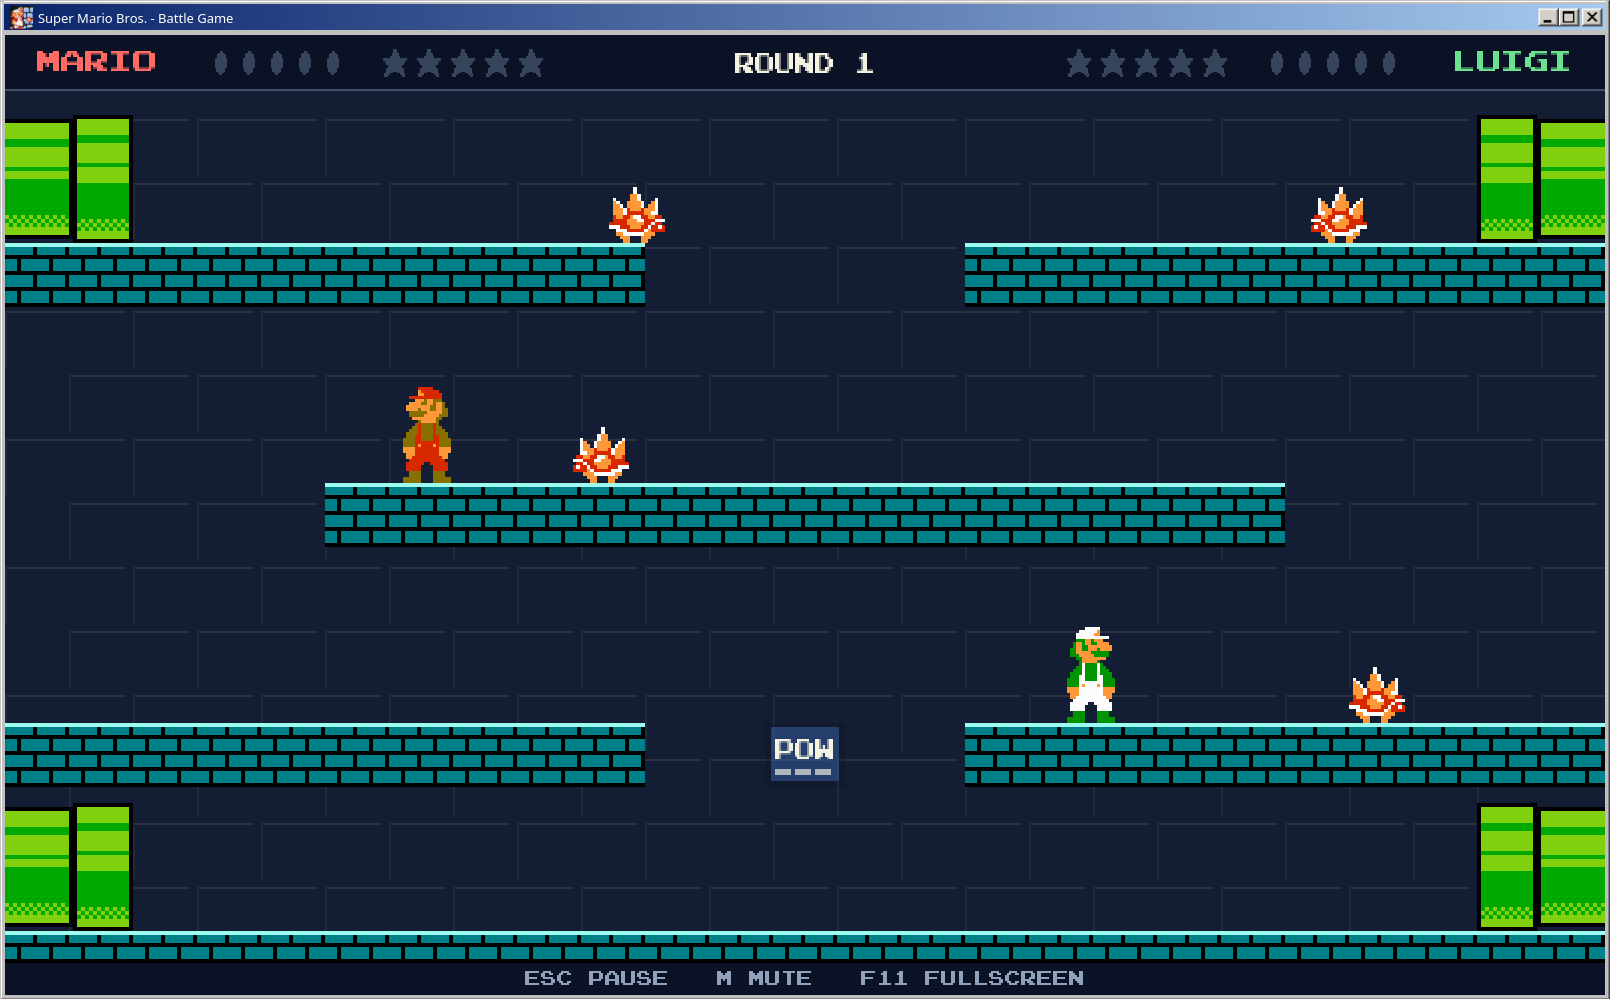 Super Mario Bros. - Battle Game
MARIO ROUND 1 LUIGI
POW
ESC PAUSE M MUTE F11 FULLSCREEN